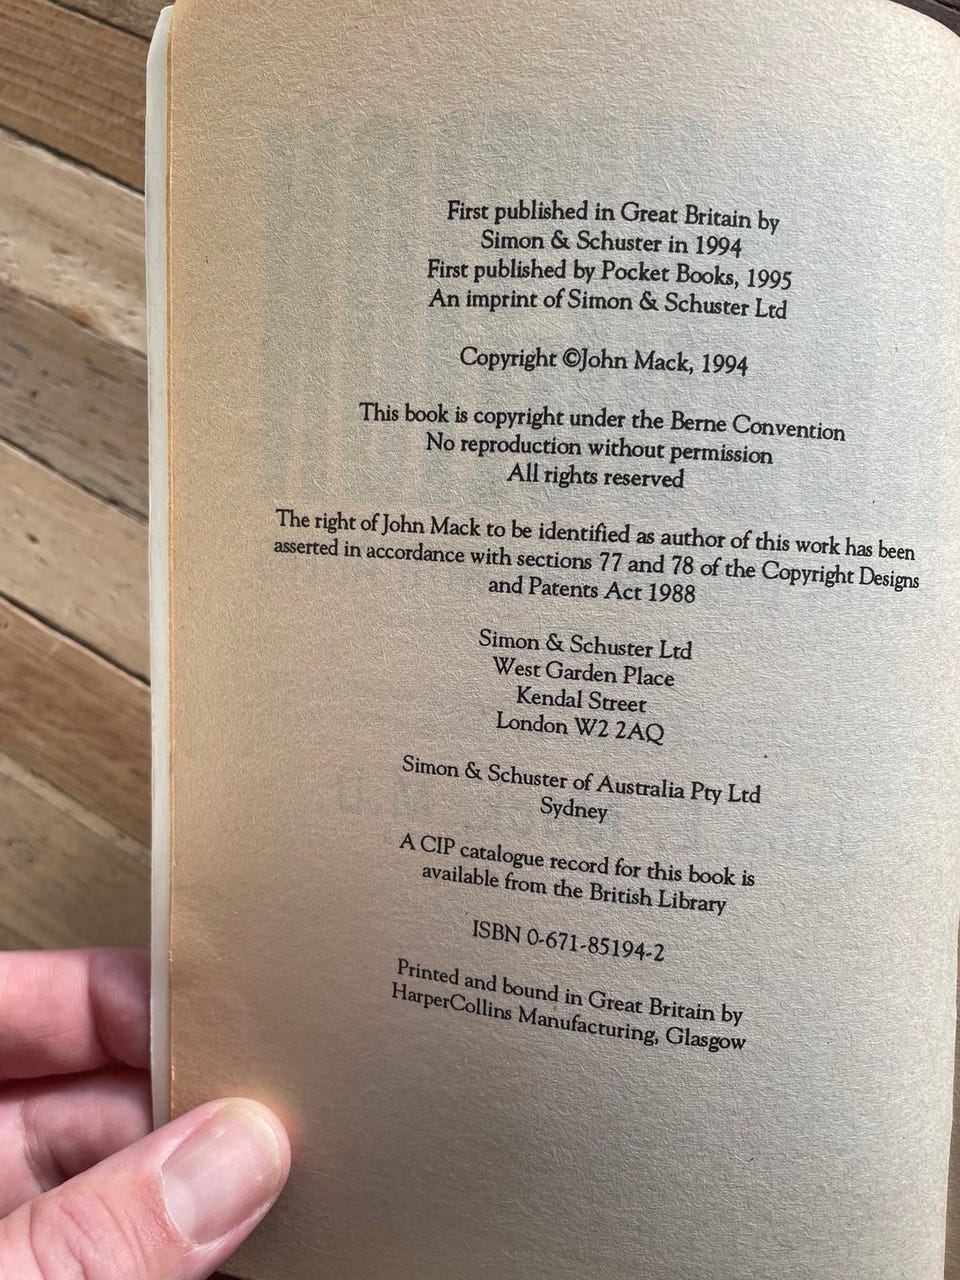 First published in Great Britain by
Simon & Schuster in 1994
First published by Pocket Books, 1995
An imprint of Simon & Schuster Ltd
Copyright ©John Mack, 1994
This book is copyright under the Berne Convention
No reproduction without permission
All rights reserved
The right of John Mack to be identified as author of this work has been
asserted in accordance with sections 77 and 78 of the Copyright Designs
and Patents Act 1988
Simon & Schuster Ltd
West Garden Place
Kendal Street
London W2 2AQ
Simon & Schuster of Australia Pty Ltd
Sydney
A CIP catalogue record for this book is
available from the British Library
ISBN 0-671-85194-2
Printed and bound in Great Britain by
HarperCollins Manufacturing, Glasgow